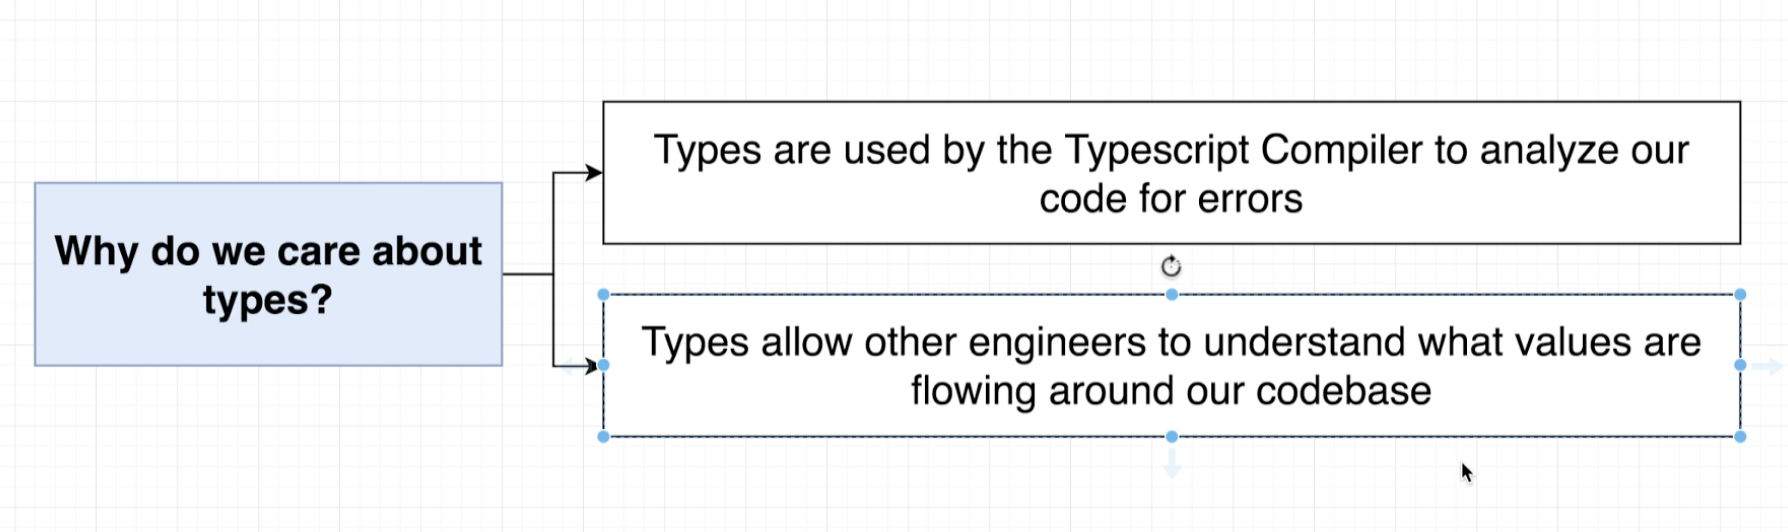 Why do we care about
types?
Types are used by the Typescript Compiler to analyze our
code for errors
Types allow other engineers to understand what values are
flowing around our codebase